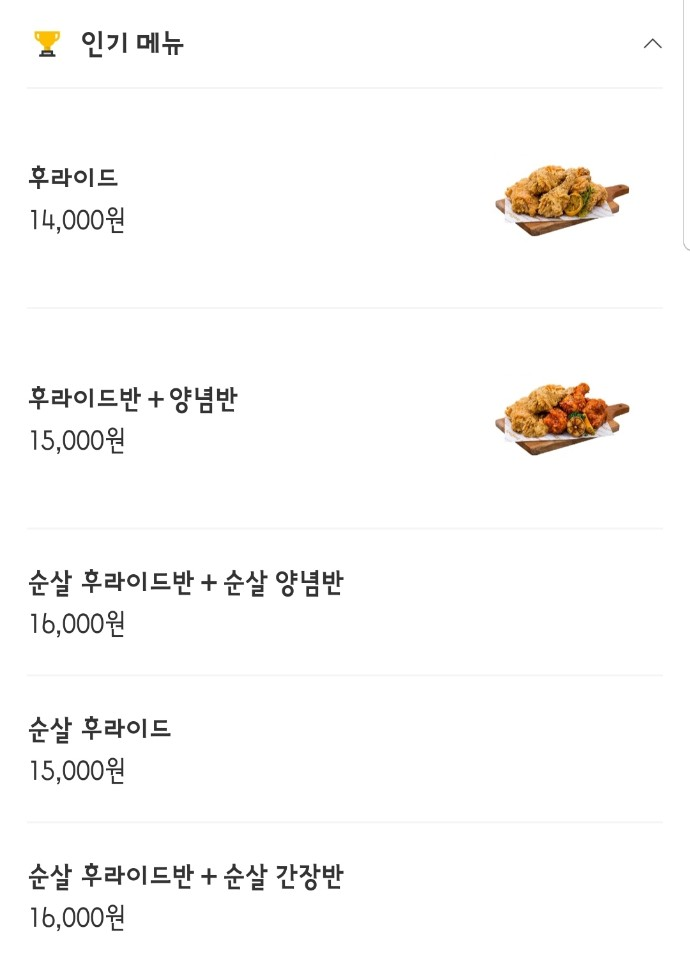 인기 메뉴
후라이드
14,000원
후라이드반+양념반
15,000원
순살 후라이드반+순살 양념반
16,000원
순살 후라이드
15,000원
순살 후라이드반+순살 간장반
16,000원